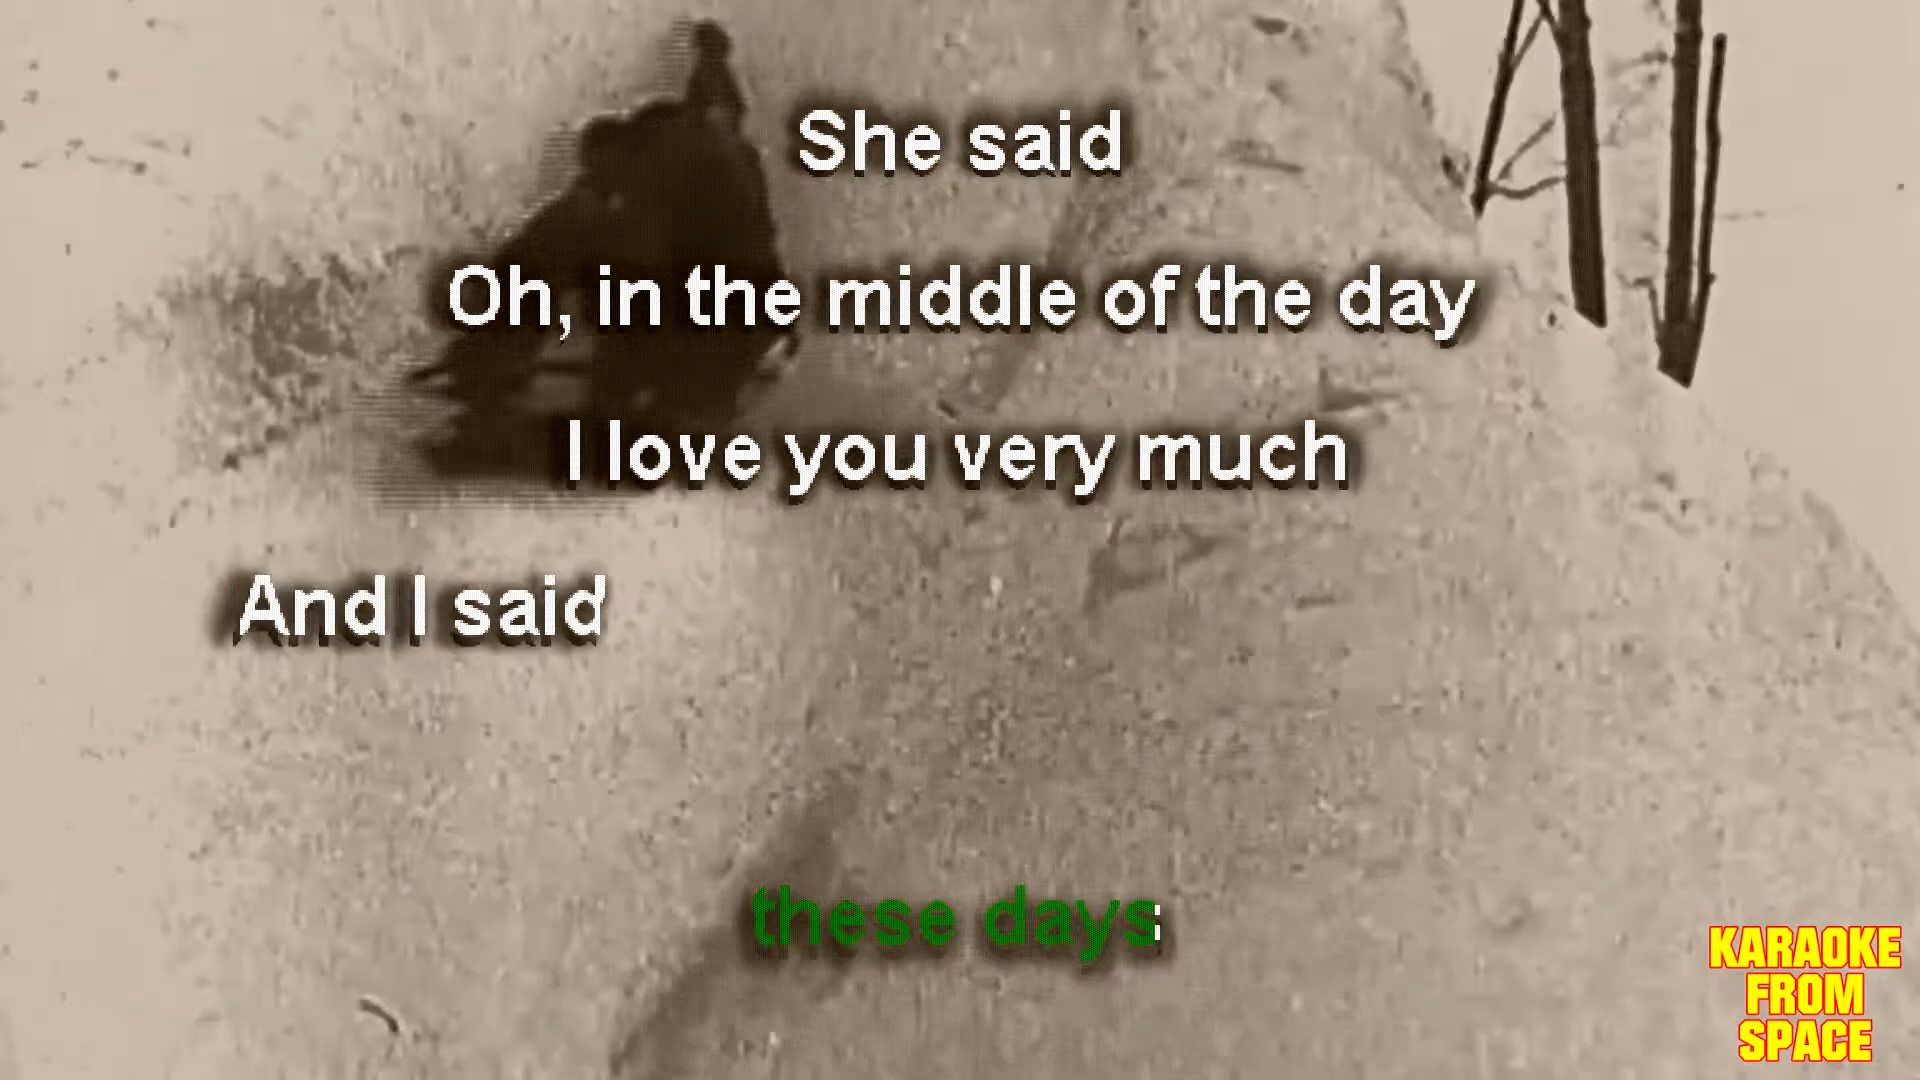 She said
Oh, in the middle of the day
I love you very much
And I said
these days
KARAOKE
FROM
SPACE